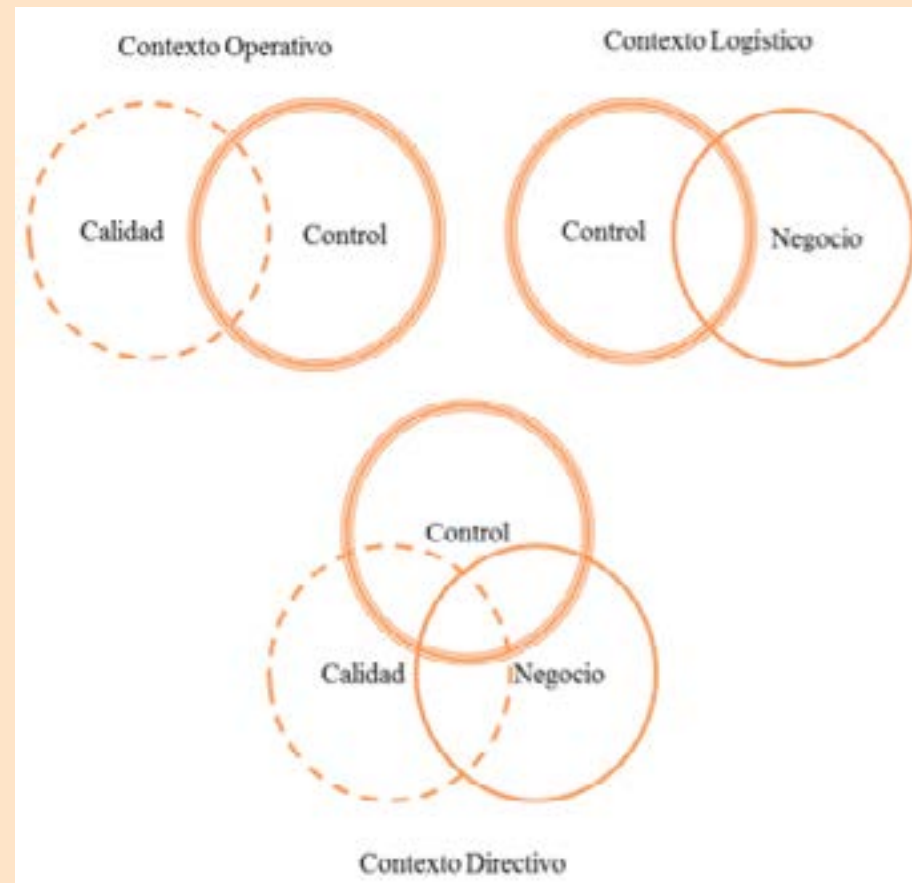 Contexto Operativo
Contexto Logístico
Calidad
Control
Control
Negocio
Control
Calidad
Negocio
Contexto Directivo